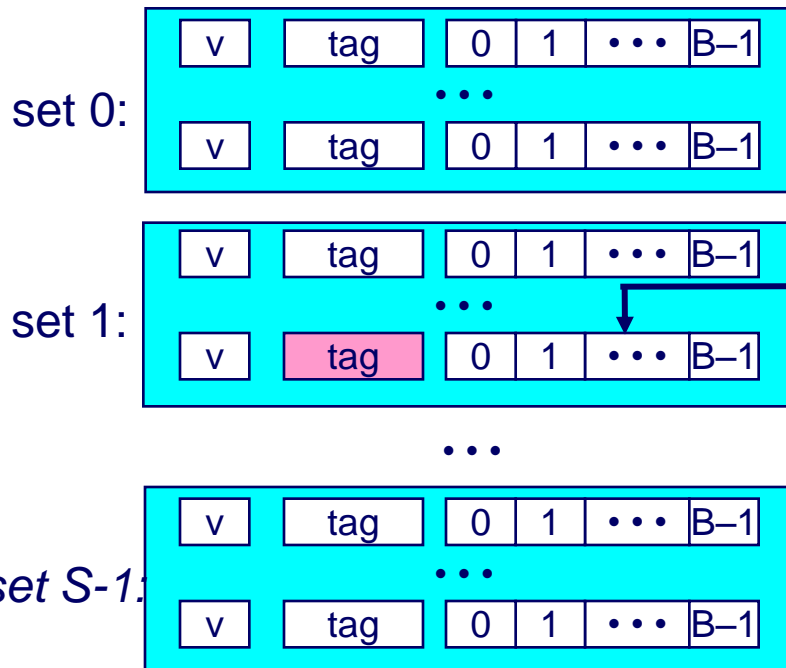 v tag 0 1 • • • B–1
• • •
set 0:
v tag 0 1 • • • B–1
v tag 0 1 • • • B–1
• • •
set 1:
v tag 0 1 • • • B–1
• • •
v tag 0 1 • • • B–1
• • •
set S-1:
v tag 0 1 • • • B–1